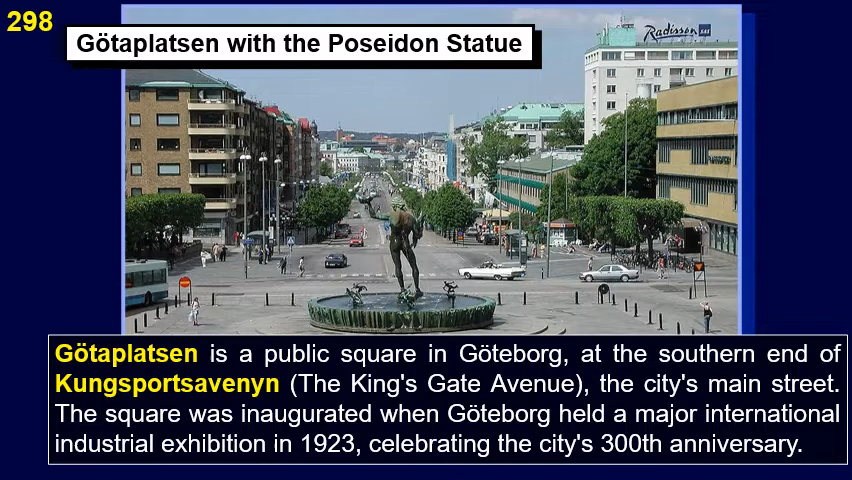 298
Götaplatsen with the Poseidon Statue
Radisson SAS
Götaplatsen is a public square in Göteborg, at the southern end of
Kungsportsavenyn (The King's Gate Avenue), the city's main street.
The square was inaugurated when Göteborg held a major international
industrial exhibition in 1923, celebrating the city's 300th anniversary.